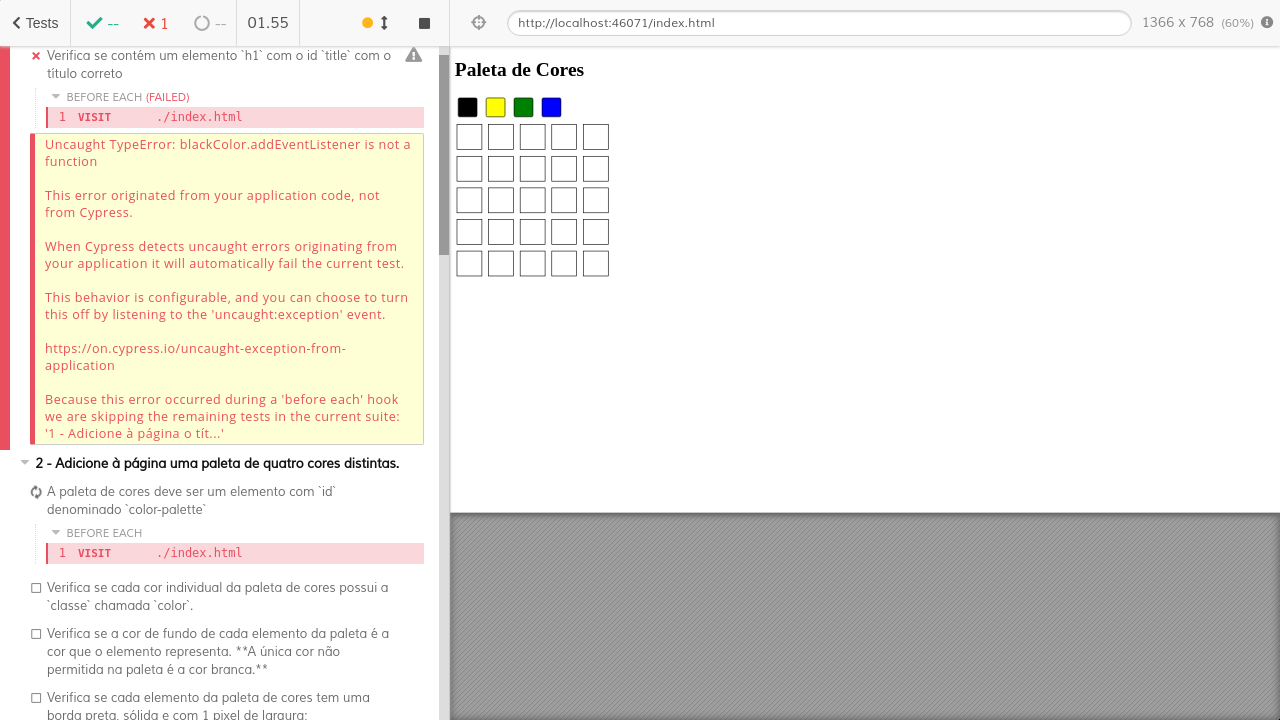 Tests
--
1
--
01.55
http://localhost:46071/index.html
1366 x 768 (60%)
Verifica se contém um elemento `h1` com o id `title` com o
título correto
BEFORE EACH (FAILED)
1 VISIT ./index.html
Uncaught TypeError: blackColor.addEventListener is not a
function
This error originated from your application code, not
from Cypress.
When Cypress detects uncaught errors originating from
your application it will automatically fail the current test.
This behavior is configurable, and you can choose to turn
this off by listening to the 'uncaught:exception' event.
https://on.cypress.io/uncaught-exception-from-
application
Because this error occurred during a 'before each' hook
we are skipping the remaining tests in the current suite:
'1 - Adicione à página o tít...'
2 - Adicione à página uma paleta de quatro cores distintas.
A paleta de cores deve ser um elemento com `id`
denominado `color-palette`
BEFORE EACH
1 VISIT ./index.html
Verifica se cada cor individual da paleta de cores possui a
`classe` chamada `color`.
Verifica se a cor de fundo de cada elemento da paleta é a
cor que o elemento representa. **A única cor não
permitida na paleta é a cor branca.**
Verifica se cada elemento da paleta de cores tem uma
borda preta, sólida e com 1 pixel de largura;
Paleta de Cores